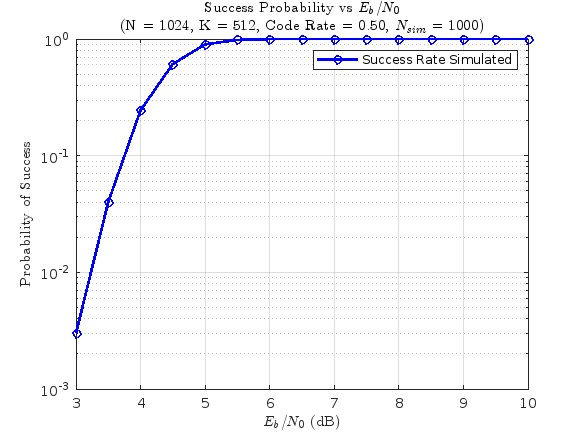 Success Probability vs E_b/N_0
(N = 1024, K = 512, Code Rate = 0.50, N_sim = 1000)
Success Rate Simulated
Probability of Success
10^0
10^-1
10^-2
10^-3
3 4 5 6 7 8 9 10
E_b/N_0 (dB)